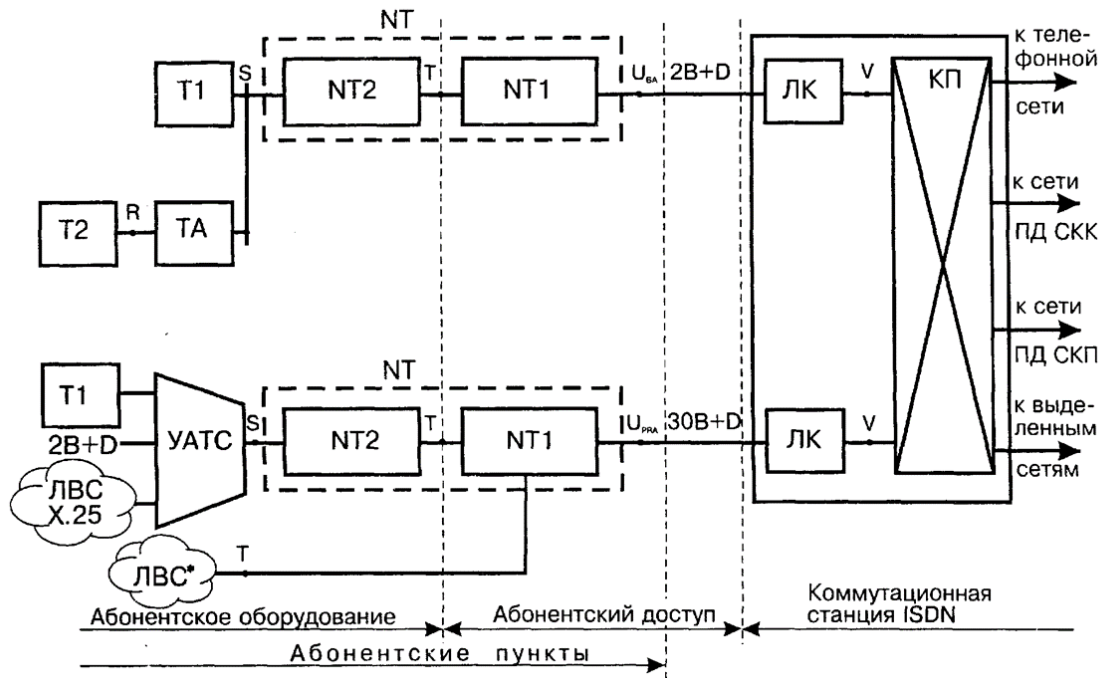 NT
к теле-
фонной
сети
T1
S
NT2
T
NT1
U_BA
2B+D
ЛК
V
КП
T2
R
TA
к сети
ПД СКК
к сети
ПД СКП
NT
T1
2B+D
УАТС
S
NT2
T
NT1
U_PRA
30B+D
ЛК
V
к выде-
ленным
сетям
ЛВС
X.25
ЛВС*
T
Абонентское оборудование
Абонентский доступ
Коммутационная
станция ISDN
Абонентские пункты